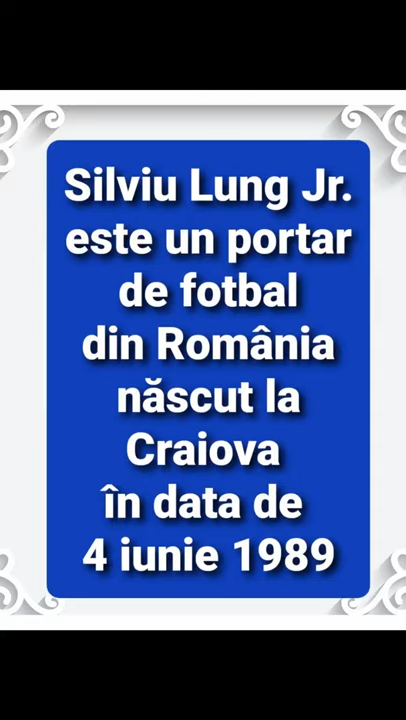 Silviu Lung Jr.
este un portar
de fotbal
din România
născut la
Craiova
în data de
4 iunie 1989